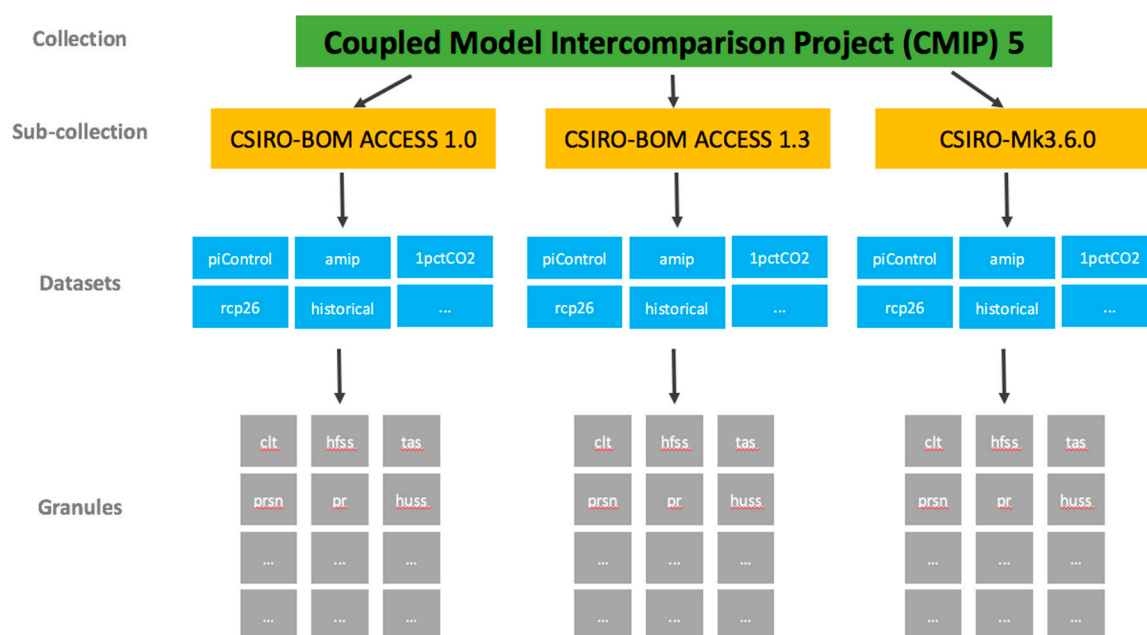 Collection
Coupled Model Intercomparison Project (CMIP) 5
Sub-collection
CSIRO-BOM ACCESS 1.0
CSIRO-BOM ACCESS 1.3
CSIRO-Mk3.6.0
Datasets
piControl amip 1pctCO2
rcp26 historical ...
piControl amip 1pctCO2
rcp26 historical ...
piControl amip 1pctCO2
rcp26 historical ...
Granules
clt hfss tas
prsn pr huss
... ... ...
... ... ...
clt hfss tas
prsn pr huss
... ... ...
... ... ...
clt hfss tas
prsn pr huss
... ... ...
... ... ...